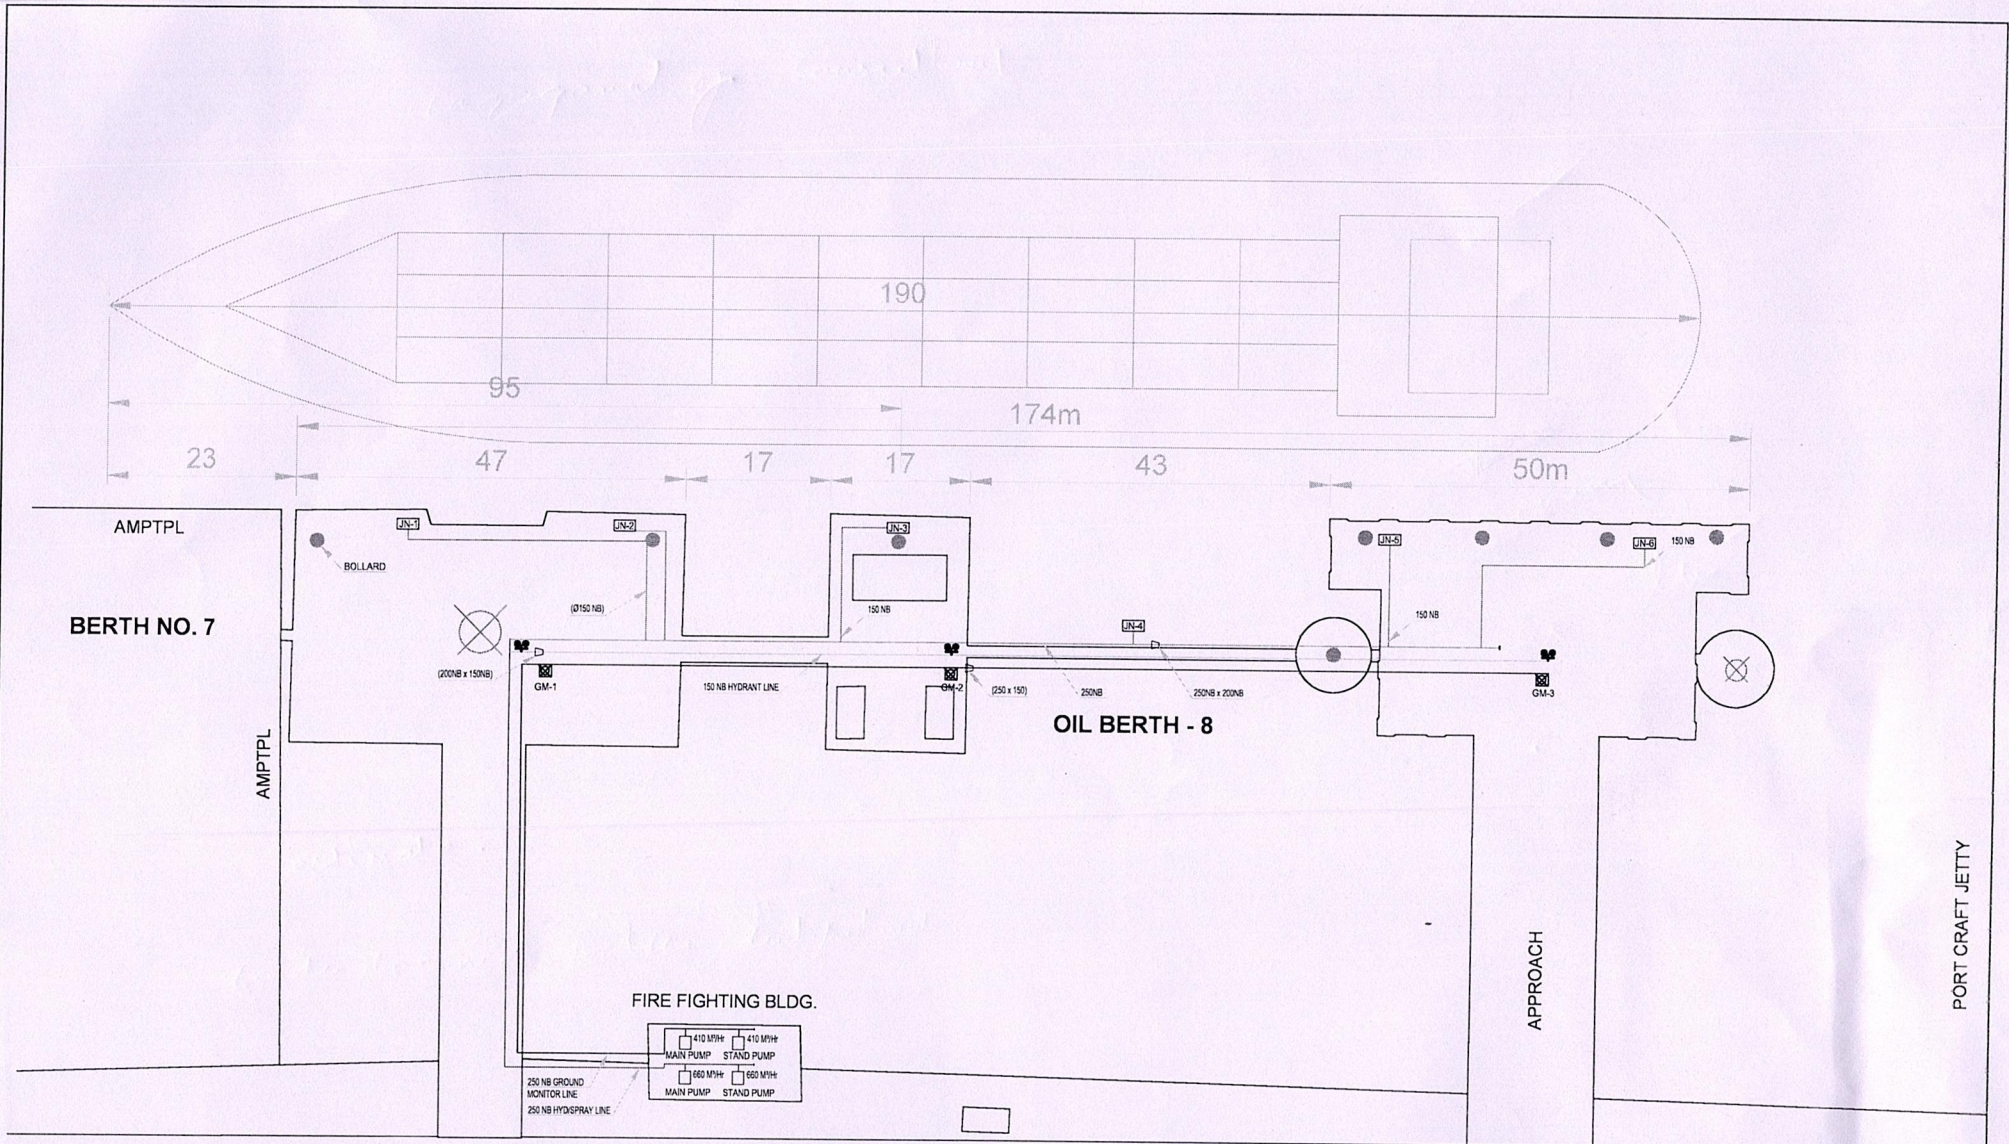 190
95
174m
23
47
17
17
43
50m
AMPTPL
JN-1
JN-2
JN-3
JN-5
JN-6
150 NB
BOLLARD
(Ø150 NB)
150 NB
150 NB
JN-4
BERTH NO. 7
(200NB x 150NB)
GM-1
150 NB HYDRANT LINE
GM-2
(250 x 150)
250NB
250NB x 200NB
GM-3
OIL BERTH - 8
AMPTPL
APPROACH
PORT CRAFT JETTY
FIRE FIGHTING BLDG.
410 M³/Hr
410 M³/Hr
MAIN PUMP
STAND PUMP
660 M³/Hr
660 M³/Hr
MAIN PUMP
STAND PUMP
250 NB GROUND
MONITOR LINE
250 NB HYD/SPRAY LINE